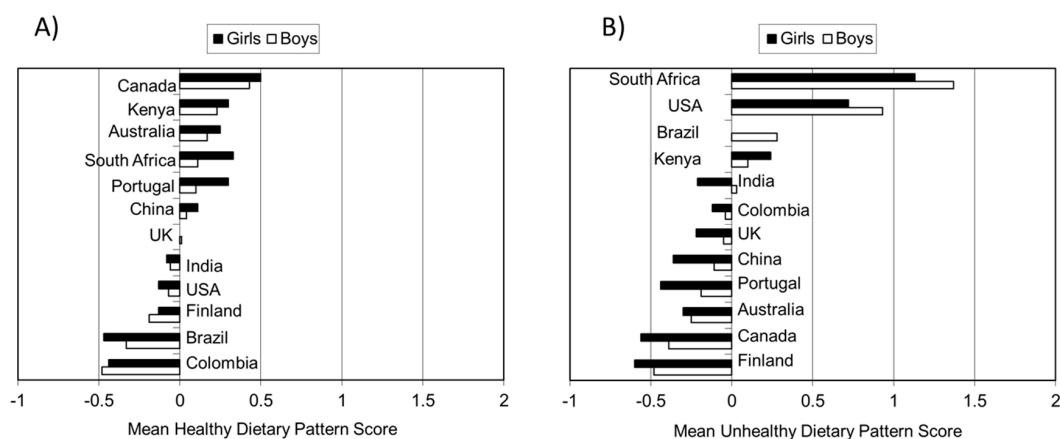 A)
Girls Boys
Canada
Kenya
Australia
South Africa
Portugal
China
UK
India
USA
Finland
Brazil
Colombia
-1 -0.5 0 0.5 1 1.5 2
Mean Healthy Dietary Pattern Score
B)
Girls Boys
South Africa
USA
Brazil
Kenya
India
Colombia
UK
China
Portugal
Australia
Canada
Finland
-1 -0.5 0 0.5 1 1.5 2
Mean Unhealthy Dietary Pattern Score